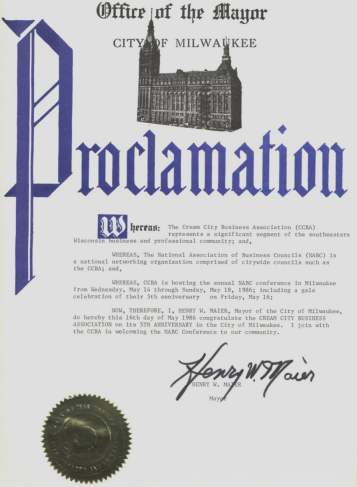 Office of the Mayor
CITY OF MILWAUKEE
Proclamation
Whereas: The Cream City Business Association (CCBA)
represents a significant segment of the southeastern
Wisconsin business and professional community; and,
WHEREAS, The National Association of Business Councils (NABC) is
a national networking organization comprised of citywide councils such as
the CCBA; and,
WHEREAS, CCBA is hosting the annual NABC conference in Milwaukee
from Wednesday, May 14 through Sunday, May 18, 1986; including a gala
celebration of their 5th anniversary on Friday, May 16;
NOW, THEREFORE, I, HENRY W. MAIER, Mayor of the City of Milwaukee,
do hereby this 16th day of May 1986 congratulate the CREAM CITY BUSINESS
ASSOCIATION on its 5TH ANNIVERSARY in the City of Milwaukee. I join with
the CCBA in welcoming the NABC Conference to our community.
Henry W. Maier
HENRY W. MAIER
Mayor